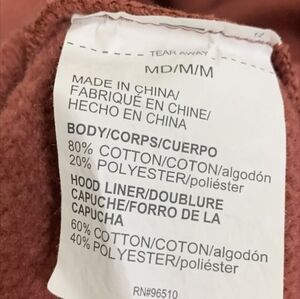 TEAR AWAY
MD/M/M
MADE IN CHINA/
FABRIQUÉ EN CHINE/
HECHO EN CHINA
BODY/CORPS/CUERPO
80% COTTON/COTON/algodón
20% POLYESTER/poliéster
HOOD LINER/DOUBLURE
CAPUCHE/FORRO DE LA
CAPUCHA
60% COTTON/COTON/algodón
40% POLYESTER/poliéster
RN#96510